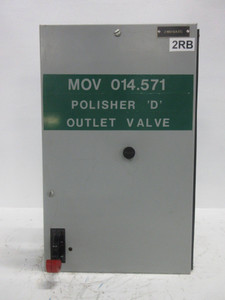 2RB
MOV 014.571
POLISHER 'D'
OUTLET VALVE